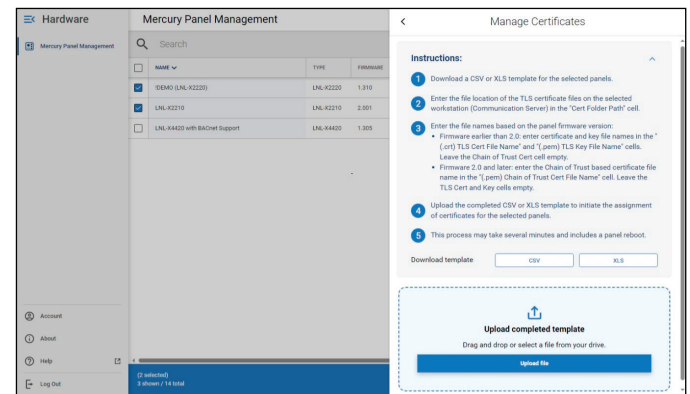 Hardware
Mercury Panel Management
Account
About
Help
Log Out
Mercury Panel Management
Search
NAME TYPE FIRMWARE
!DEMO (LNL-X2220) LNL-X2220 1.310
LNL-X2210 LNL-X2210 2.001
LNL-X4420 with BACnet Support LNL-X4420 1.305
(2 selected)
3 shown / 14 total
Manage Certificates
Instructions:
1 Download a CSV or XLS template for the selected panels.
2 Enter the file location of the TLS certificate files on the selected
workstation (Communication Server) in the "Cert Folder Path" cell.
3 Enter the file names based on the panel firmware version:
• Firmware earlier than 2.0: enter certificate and key file names in the "
(.crt) TLS Cert File Name" and "(.pem) TLS Key File Name" cells.
Leave the Chain of Trust Cert cell empty.
• Firmware 2.0 and later: enter the Chain of Trust based certificate file
name in the "(.pem) Chain of Trust Cert File Name" cell. Leave the
TLS Cert and Key cells empty.
4 Upload the completed CSV or XLS template to initiate the assignment
of certificates for the selected panels.
5 This process may take several minutes and includes a panel reboot.
Download template CSV XLS
Upload completed template
Drag and drop or select a file from your drive.
Upload file